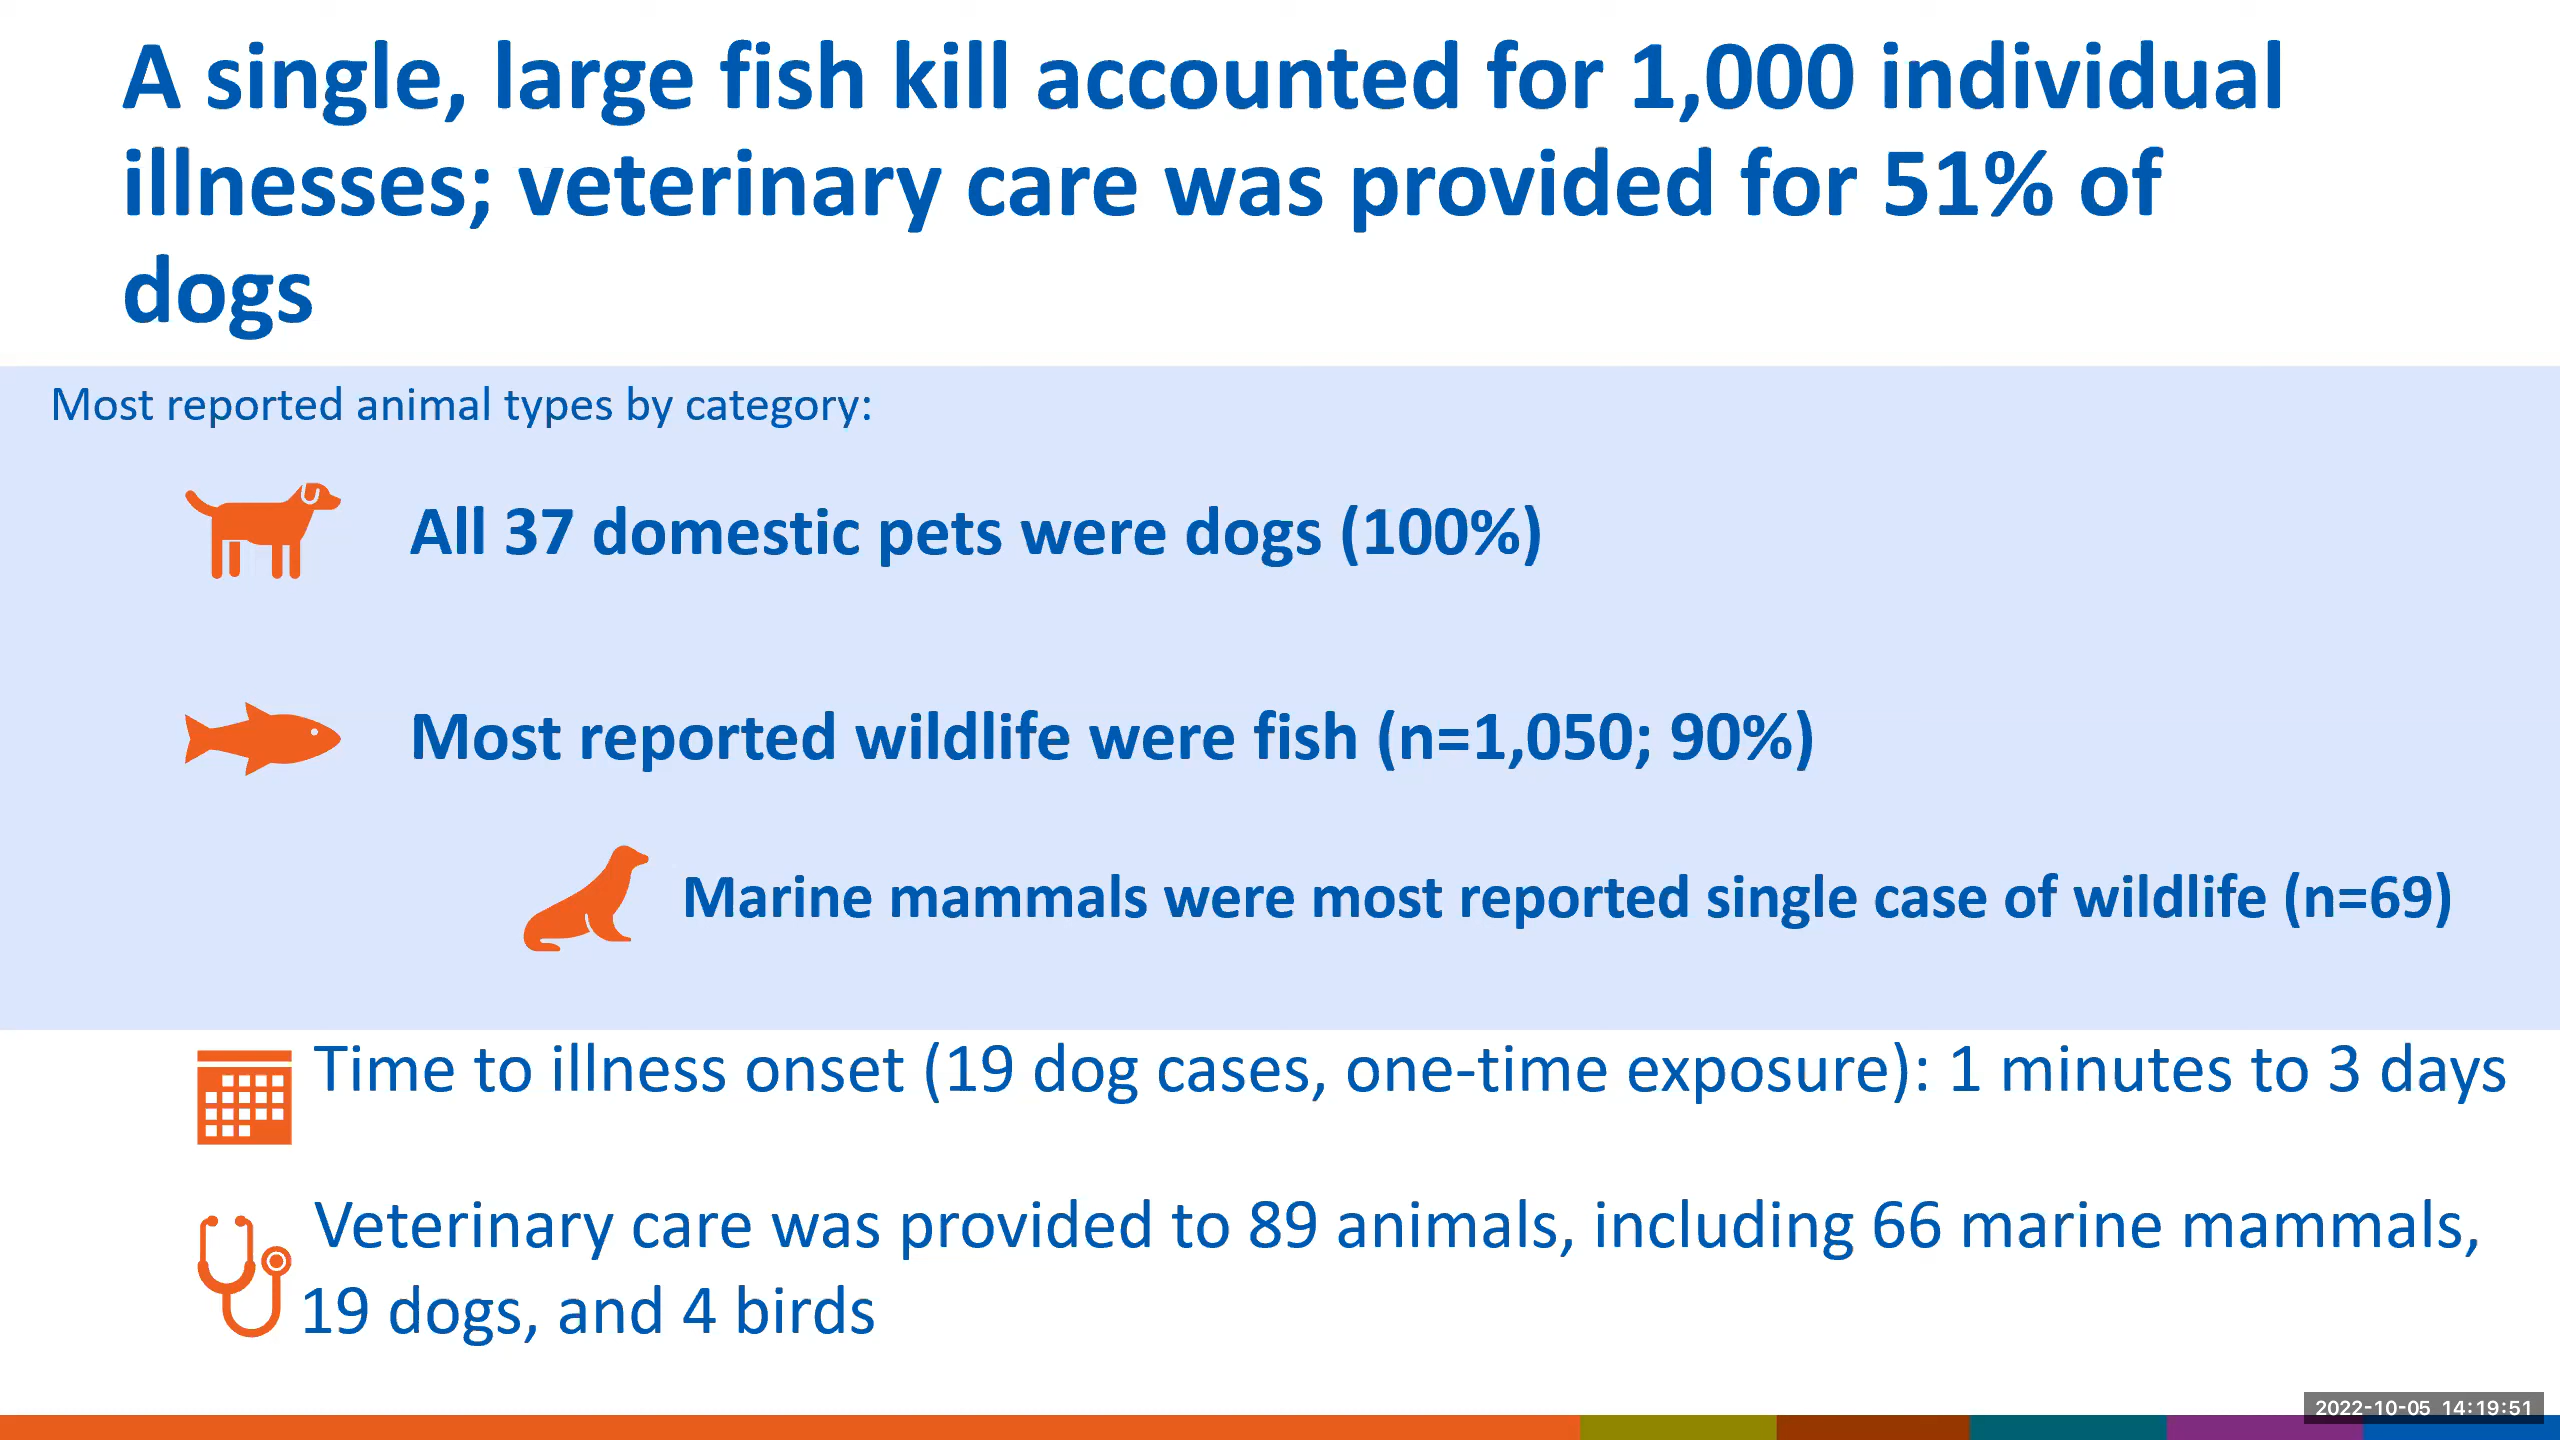 A single, large fish kill accounted for 1,000 individual
illnesses; veterinary care was provided for 51% of
dogs
Most reported animal types by category:
All 37 domestic pets were dogs (100%)
Most reported wildlife were fish (n=1,050; 90%)
Marine mammals were most reported single case of wildlife (n=69)
Time to illness onset (19 dog cases, one-time exposure): 1 minutes to 3 days
Veterinary care was provided to 89 animals, including 66 marine mammals,
19 dogs, and 4 birds
2022-10-05 14:19:51